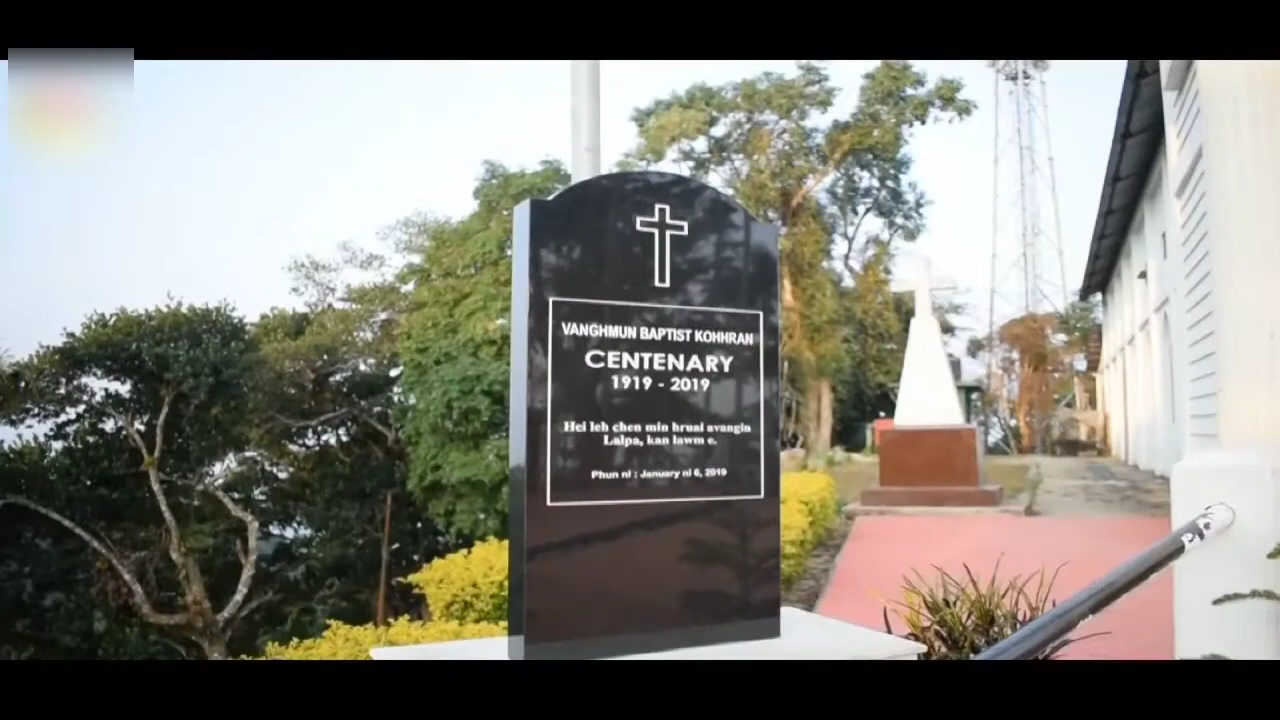 VANGHMUN BAPTIST KOHHRAN
CENTENARY
1919 - 2019
Hei leh chen min hruai avangin
Lalpa, kan lawm e.
Phun ni : January ni 6, 2019